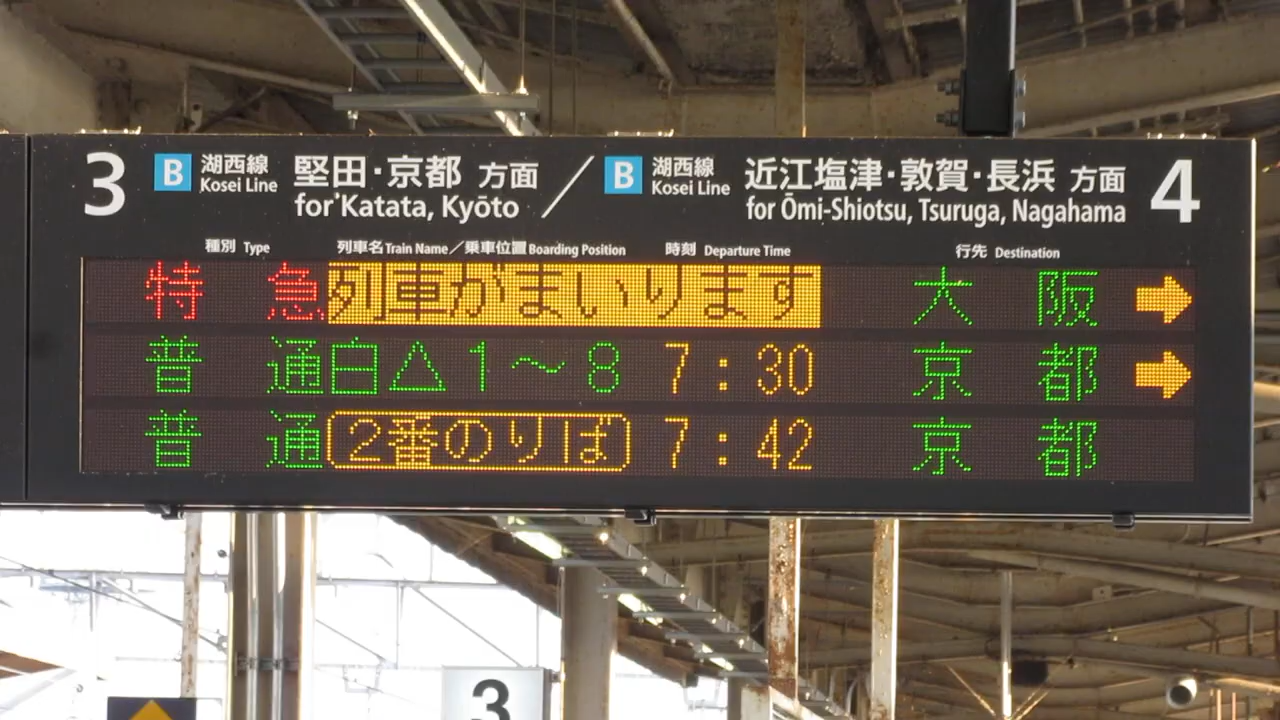 3 B 湖西線 堅田・京都 方面 / B 湖西線 近江塩津・敦賀・長浜 方面 4
Kosei Line for Katata, Kyōto Kosei Line for Ōmi-Shiotsu, Tsuruga, Nagahama
種別 Type 列車名 Train Name/乗車位置 Boarding Position 時刻 Departure Time 行先 Destination
特急 列車がまいります 大阪 →
普通 白△1～8 7:30 京都 →
普通 2番のりば 7:42 京都
3